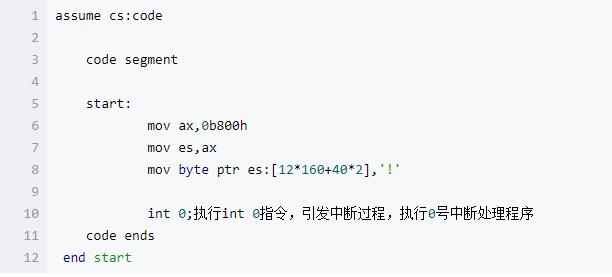 1 assume cs:code
2
3 code segment
4
5 start:
6 mov ax,0b800h
7 mov es,ax
8 mov byte ptr es:[12*160+40*2],'!'
9
10 int 0;执行int 0指令，引发中断过程，执行0号中断处理程序
11 code ends
12 end start